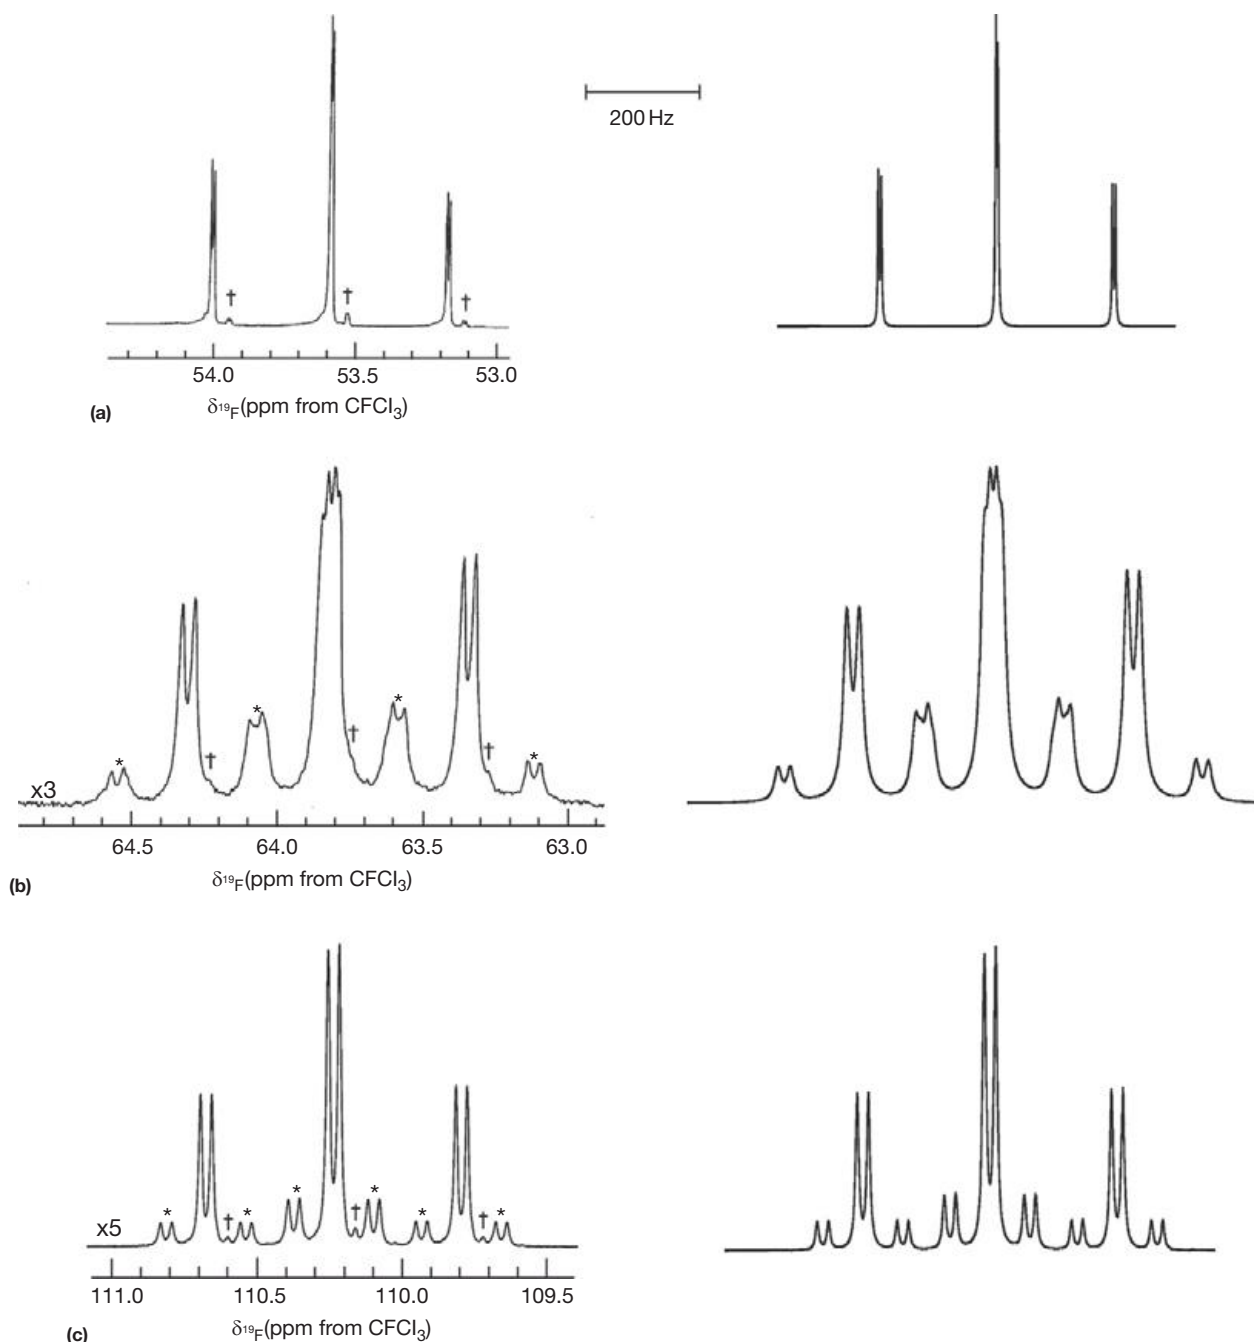 †
†
†
200 Hz
54.0 53.5 53.0
δ¹⁹F(ppm from CFCl₃)
(a)
*
†
*
†
*
†
*
x3
64.5 64.0 63.5 63.0
δ¹⁹F(ppm from CFCl₃)
(b)
*
†
*
*
†
*
*
†
*
x5
111.0 110.5 110.0 109.5
δ¹⁹F(ppm from CFCl₃)
(c)